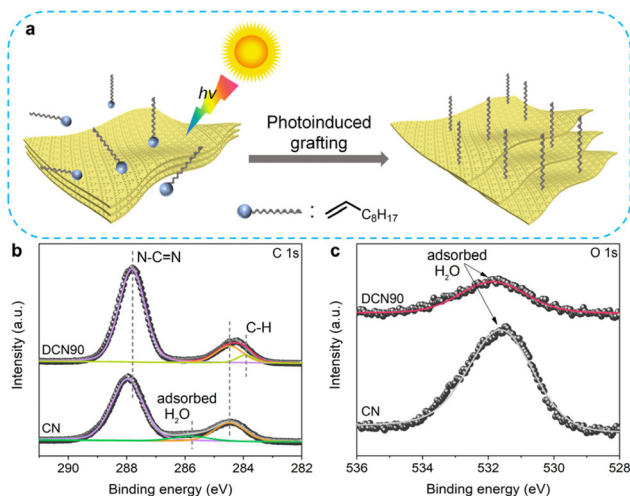 a
hν
Photoinduced
grafting
:
C8H17
b
C 1s
N-C=N
C-H
DCN90
adsorbed
H2O
CN
Intensity (a.u.)
290 288 286 284 282
Binding energy (eV)
c
O 1s
adsorbed
H2O
DCN90
CN
Intensity (a.u.)
536 534 532 530 528
Binding energy (eV)